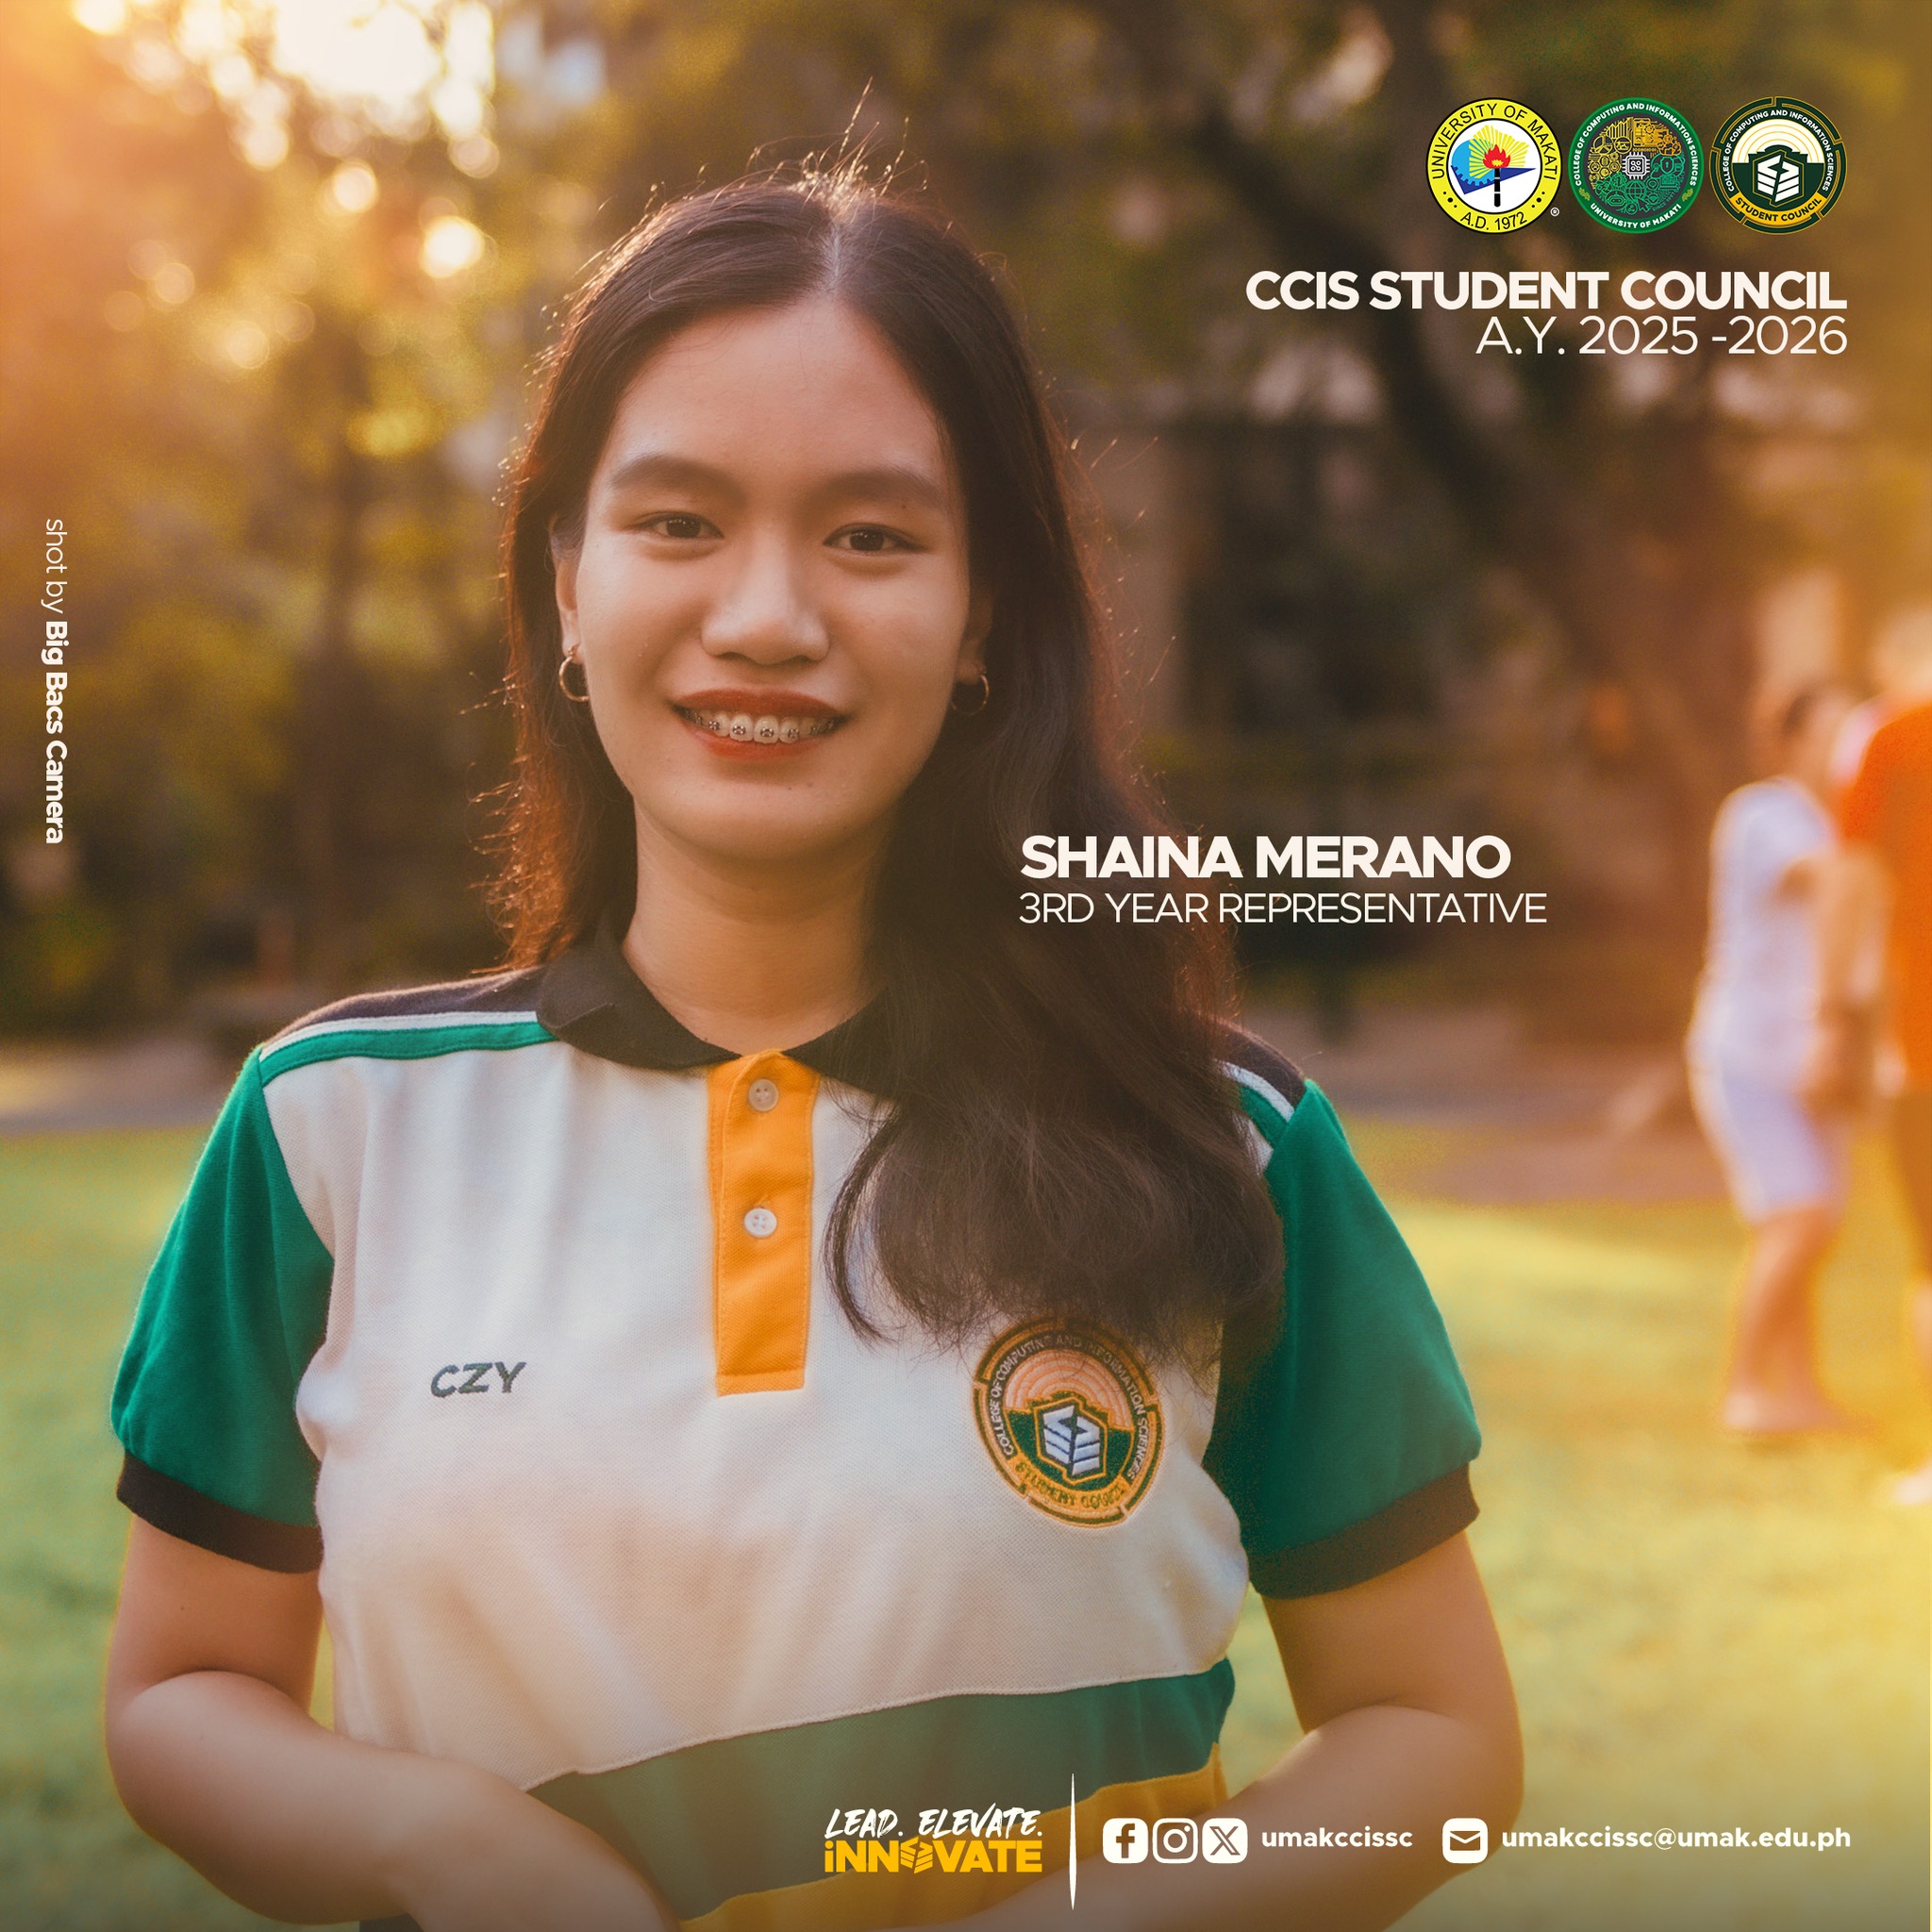 UNIVERSITY OF MAKATI
A.D. 1972
®
COLLEGE OF COMPUTING AND INFORMATION SCIENCES
UNIVERSITY OF MAKATI
COLLEGE OF COMPUTING AND INFORMATION SCIENCES
STUDENT COUNCIL
CCIS STUDENT COUNCIL
A.Y. 2025 -2026
shot by Big Bacs Camera
SHAINA MERANO
3RD YEAR REPRESENTATIVE
CZY
COLLEGE OF COMPUTING AND INFORMATION SCIENCES
STUDENT COUNCIL
LEAD. ELEVATE.
iNNOVATE
umakccissc
umakccissc@umak.edu.ph